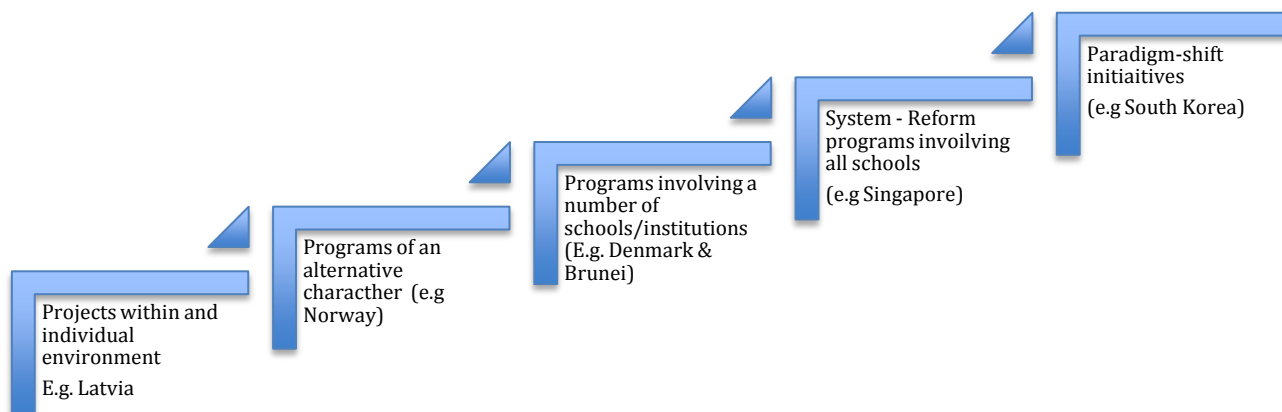 Projects within and
individual
environment
E.g. Latvia
Programs of an
alternative
characther (e.g
Norway)
Programs involving a
number of
schools/institutions
(E.g. Denmark &
Brunei)
System - Reform
programs invoilving
all schools
(e.g Singapore)
Paradigm-shift
initiaitives
(e.g South Korea)